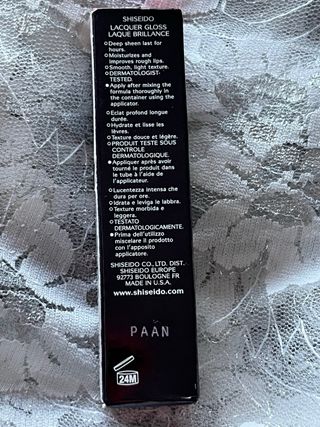 SHISEIDO
LACQUER GLOSS
LAQUE BRILLANCE
○Deep sheen last for
hours.
○Moisturizes and
improves rough lips.
○Smooth, light texture.
○DERMATOLOGIST-
TESTED.
●Apply after mixing the
formula thoroughly in
the container using the
applicator.
○Eclat profond longue
durée.
○Hydrate et lisse les
lèvres.
○Texture douce et légère.
○PRODUIT TESTE SOUS
CONTROLE
DERMATOLOGIQUE.
●Appliquer après avoir
tourné le produit dans
le tube à l'aide de
l'applicateur.
○Lucentezza intensa che
dura per ore.
○Idrata e leviga le labbra.
○Texture morbida e
leggera.
○TESTATO
DERMATOLOGICAMENTE.
●Prima dell'utilizzo
miscelare il prodotto
con l'apposito
applicatore.
SHISEIDO CO., LTD. DIST.
SHISEIDO EUROPE
92773 BOULOGNE FR
MADE IN U.S.A.
www.shiseido.com
PAAN
24M